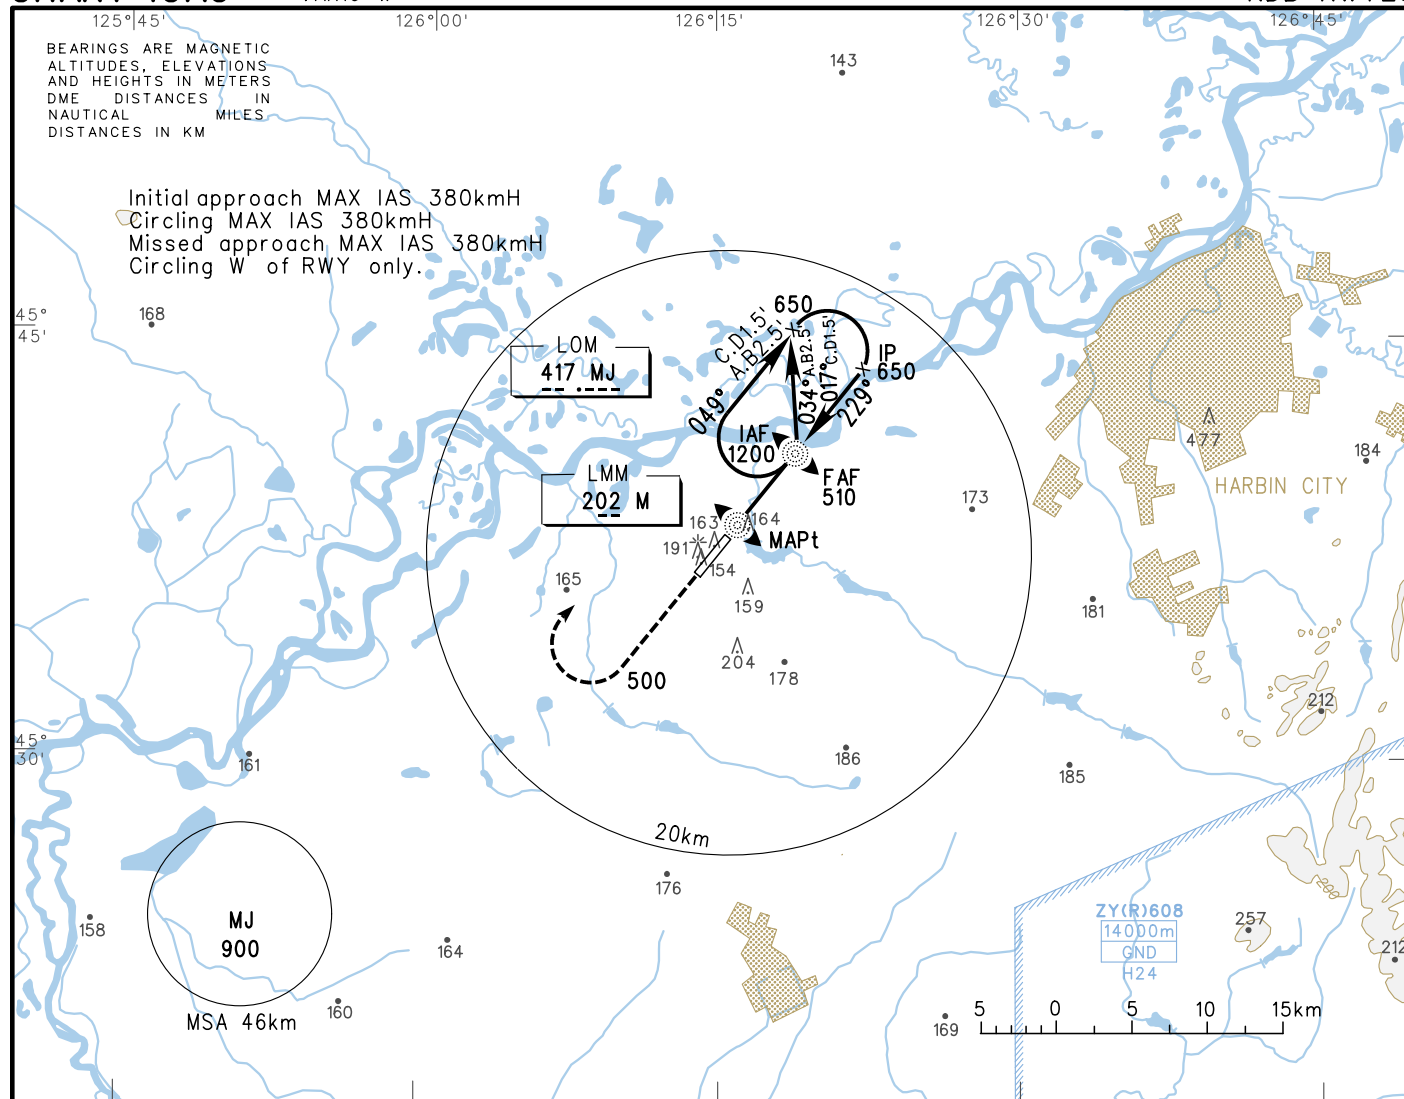 125°45'
126°00'
126°15'
126°30'
126°45'
BEARINGS ARE MAGNETIC
ALTITUDES, ELEVATIONS
AND HEIGHTS IN METERS
DME DISTANCES IN
NAUTICAL MILES
DISTANCES IN KM
143
Initial approach MAX IAS 380kmH
Circling MAX IAS 380kmH
Missed approach MAX IAS 380kmH
Circling W of RWY only.
45°
45'
168
650
C.D1.5'
A.B2.5'
034°A.B2.5'
017°C.D1.5'
IP
650
229°
049°
LOM
417 MJ
IAF
1200
FAF
510
LMM
202 M
MAPt
163
164
191
154
159
165
204
178
500
173
477
184
HARBIN CITY
181
212
45°
30'
161
186
185
20km
176
MJ
900
MSA 46km
158
164
160
169
ZY(R)608
14000m
GND
H24
200
257
212
5 0 5 10 15km